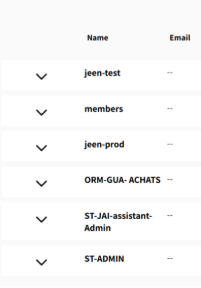 Name Email
jeen-test --
members --
jeen-prod --
ORM-GUA- ACHATS --
ST-JAI-assistant- --
Admin
ST-ADMIN --